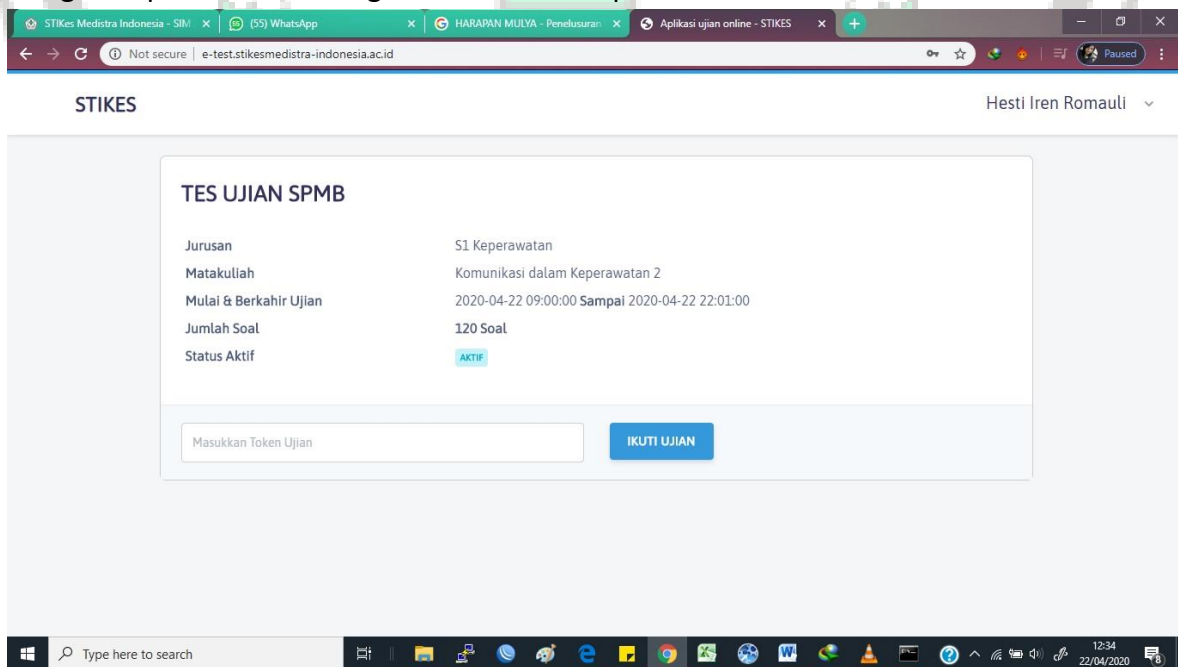 STIKes Medistra Indonesia - SIM
(55) WhatsApp
HARAPAN MULYA - Penelusuran
Aplikasi ujian online - STIKES
Not secure | e-test.stikesmedistra-indonesia.ac.id
Paused
STIKES
Hesti Iren Romauli
TES UJIAN SPMB
Jurusan S1 Keperawatan
Matakuliah Komunikasi dalam Keperawatan 2
Mulai & Berkahir Ujian 2020-04-22 09:00:00 Sampai 2020-04-22 22:01:00
Jumlah Soal 120 Soal
Status Aktif AKTIF
Masukkan Token Ujian
IKUTI UJIAN
Type here to search
12:34
22/04/2020